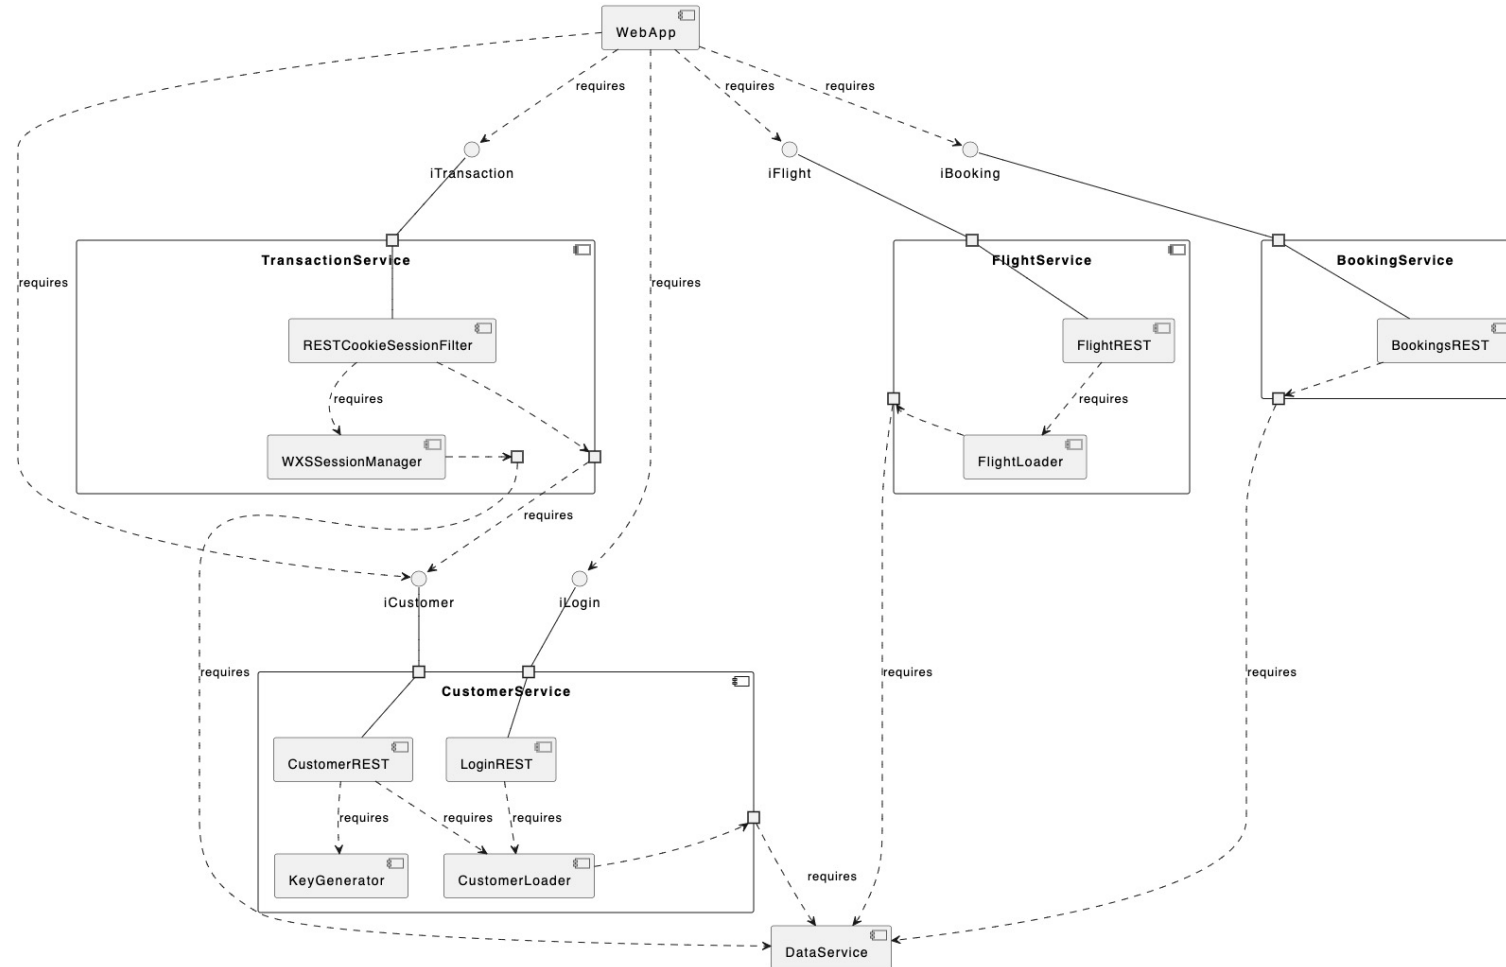 WebApp
requires
requires
requires
iTransaction
iFlight
iBooking
requires
requires
TransactionService
FlightService
BookingService
RESTCookieSessionFilter
FlightREST
BookingsREST
requires
requires
WXSSessionManager
FlightLoader
requires
iCustomer
iLogin
requires
requires
requires
CustomerService
CustomerREST
LoginREST
requires
requires
requires
KeyGenerator
CustomerLoader
requires
DataService